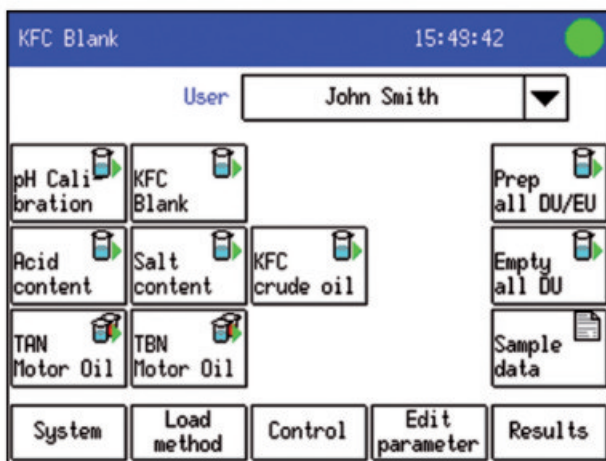 KFC Blank 15:49:42
User John Smith
pH Cali-
bration
KFC
Blank
Prep
all DU/EU
Acid
content
Salt
content
KFC
crude oil
Empty
all DU
TAN
Motor Oil
TBN
Motor Oil
Sample
data
System
Load
method
Control
Edit
parameter
Results